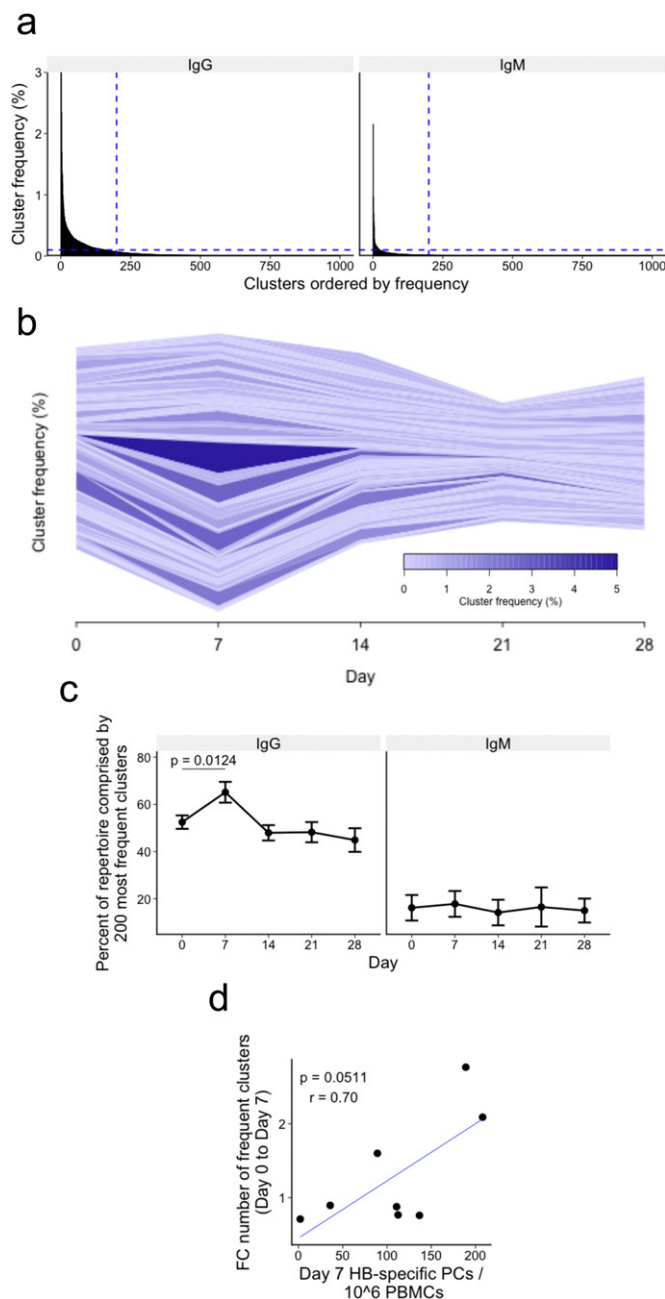 a
IgG IgM
Cluster frequency (%)
3
2
1
0
0 250 500 750 1000 0 250 500 750 1000
Clusters ordered by frequency
b
Cluster frequency (%)
0 1 2 3 4 5
Cluster frequency (%)
0 7 14 21 28
Day
c
IgG IgM
Percent of repertoire comprised by
200 most frequent clusters
80
60
40
20
p = 0.0124
0 7 14 21 28 0 7 14 21 28
Day
d
FC number of frequent clusters
(Day 0 to Day 7)
p = 0.0511
r = 0.70
2
1
0 50 100 150 200
Day 7 HB-specific PCs /
10^6 PBMCs